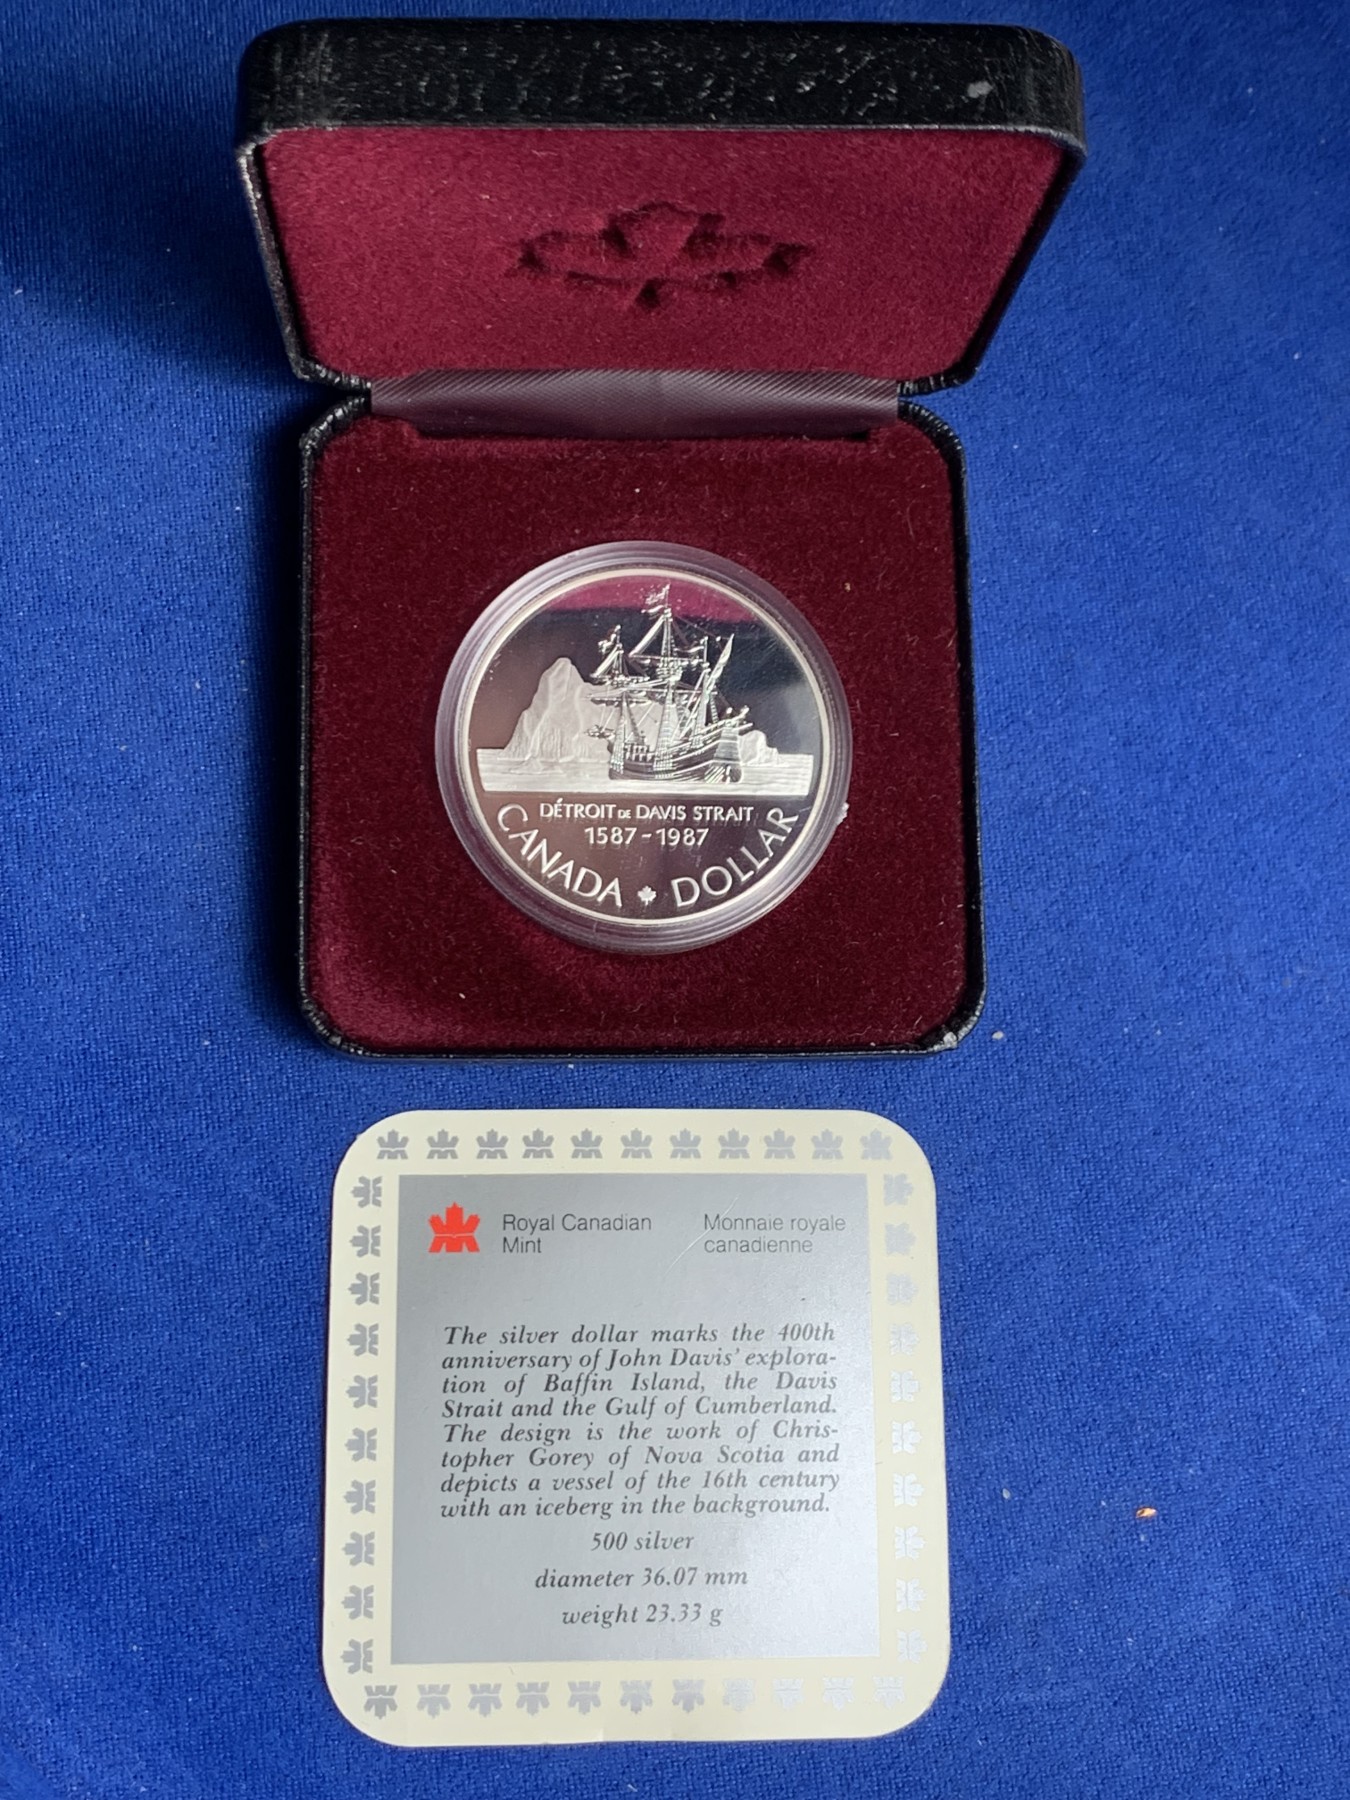 DÉTROIT DE DAVIS STRAIT
1587-1987
CANADA DOLLAR
Royal Canadian Mint
Monnaie royale canadienne
The silver dollar marks the 400th
anniversary of John Davis' explora-
tion of Baffin Island, the Davis
Strait and the Gulf of Cumberland.
The design is the work of Chris-
topher Gorey of Nova Scotia and
depicts a vessel of the 16th century
with an iceberg in the background.
500 silver
diameter 36.07 mm
weight 23.33 g